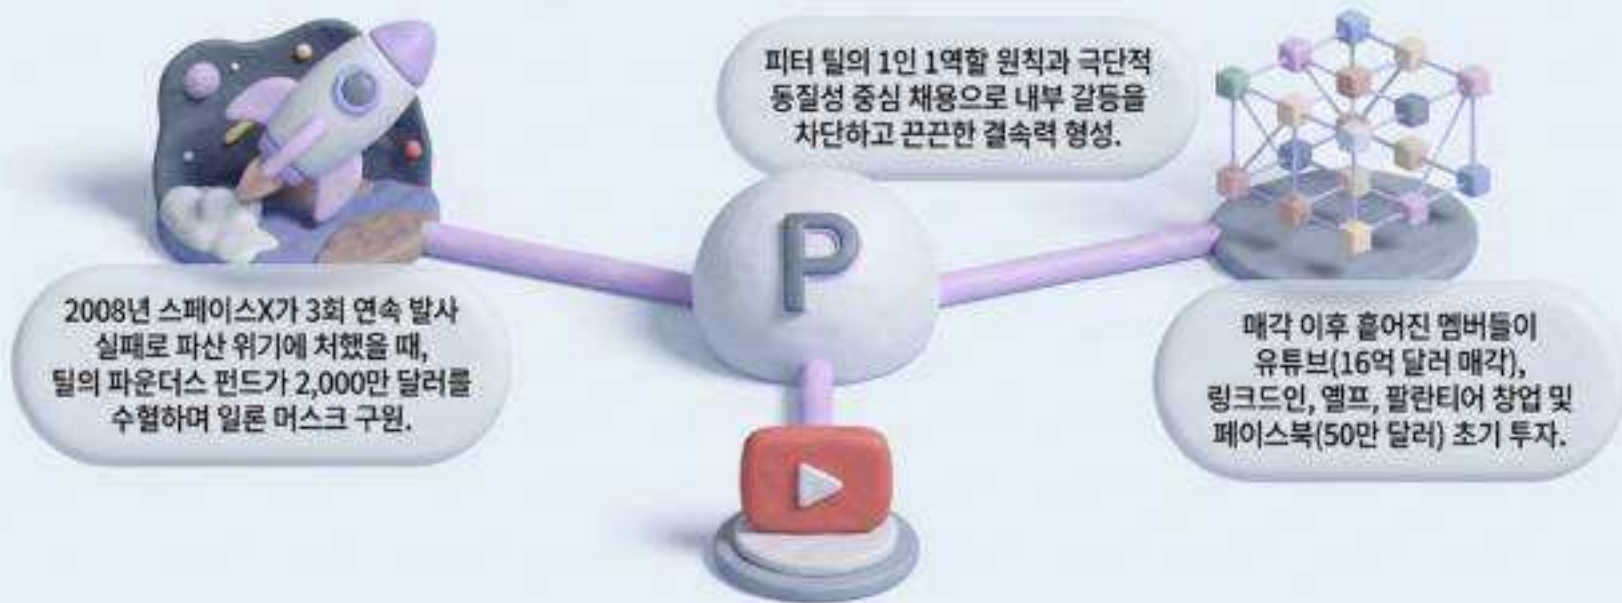 피터 틸의 1인 1역할 원칙과 극단적
동질성 중심 채용으로 내부 갈등을
차단하고 끈끈한 결속력 형성.
P
2008년 스페이스X가 3회 연속 발사
실패로 파산 위기에 처했을 때,
틸의 파운더스 펀드가 2,000만 달러를
수혈하며 일론 머스크 구원.
매각 이후 흩어진 멤버들이
유튜브(16억 달러 매각),
링크드인, 옐프, 팔란티어 창업 및
페이스북(50만 달러) 초기 투자.